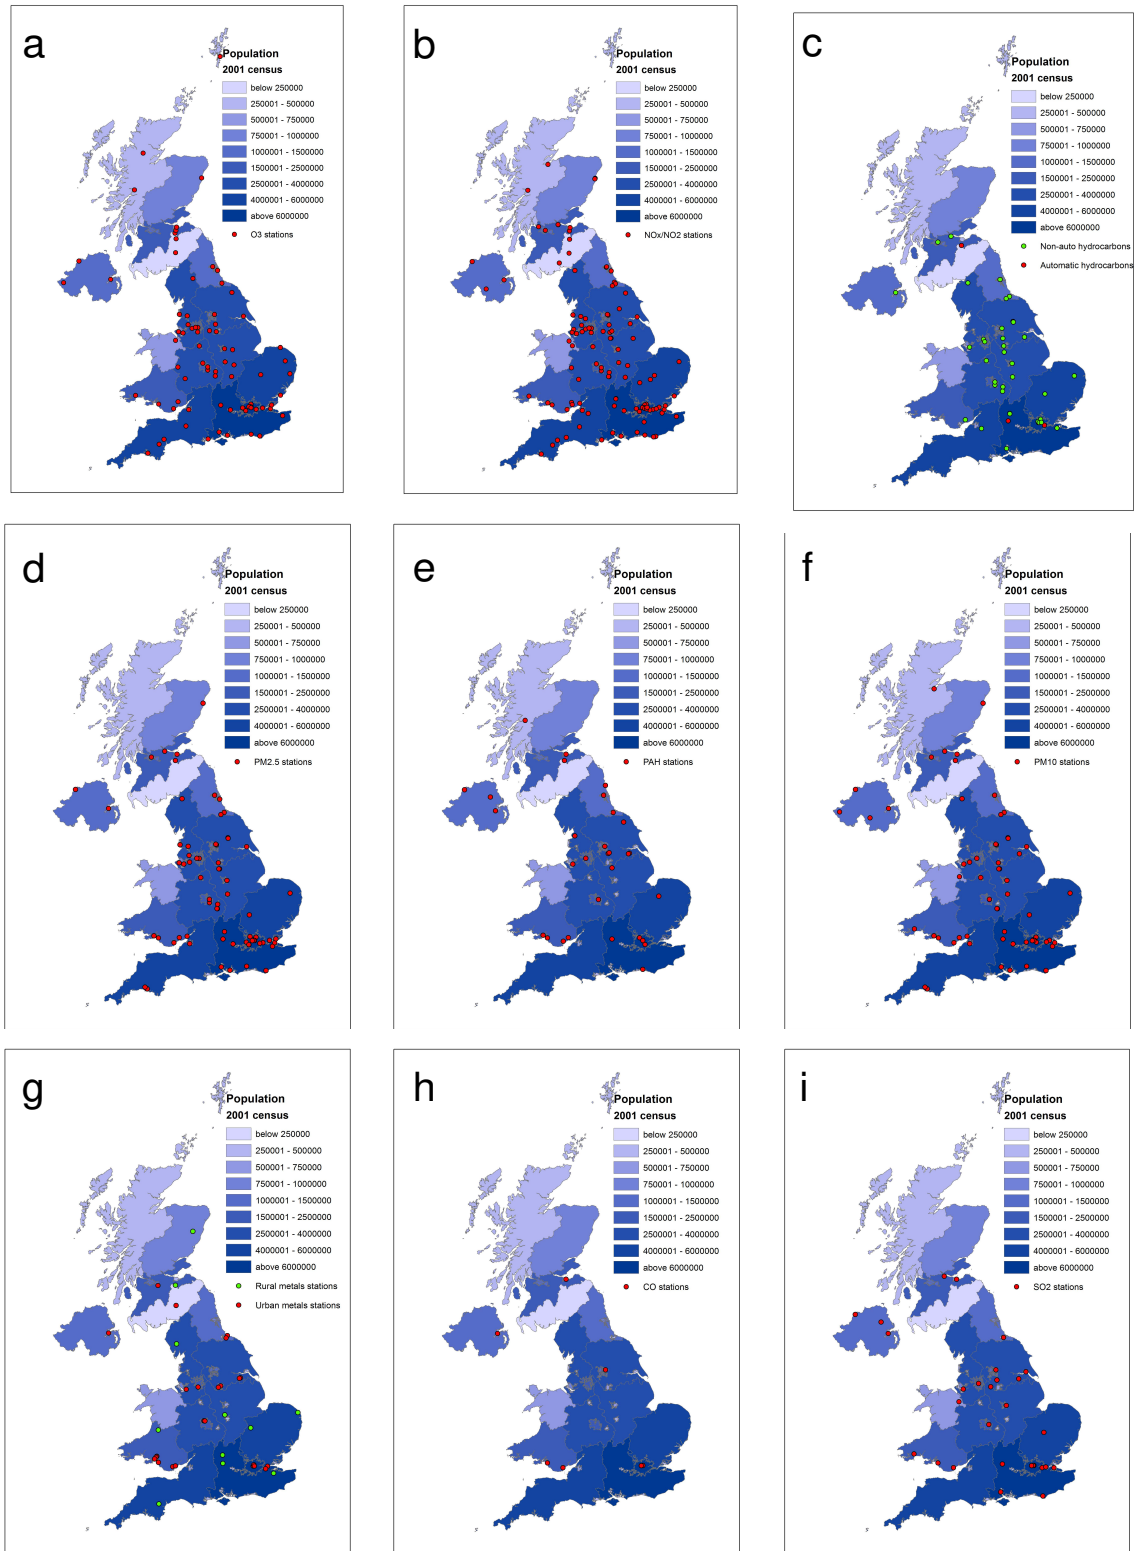 a
Population
2001 census
below 250000
250001 - 500000
500001 - 750000
750001 - 1000000
1000001 - 1500000
1500001 - 2500000
2500001 - 4000000
4000001 - 6000000
above 6000000
O3 stations
b
Population
2001 census
below 250000
250001 - 500000
500001 - 750000
750001 - 1000000
1000001 - 1500000
1500001 - 2500000
2500001 - 4000000
4000001 - 6000000
above 6000000
NOx/NO2 stations
c
Population
2001 census
below 250000
250001 - 500000
500001 - 750000
750001 - 1000000
1000001 - 1500000
1500001 - 2500000
2500001 - 4000000
4000001 - 6000000
above 6000000
Non-auto hydrocarbons
Automatic hydrocarbons
d
Population
2001 census
below 250000
250001 - 500000
500001 - 750000
750001 - 1000000
1000001 - 1500000
1500001 - 2500000
2500001 - 4000000
4000001 - 6000000
above 6000000
PM2.5 stations
e
Population
2001 census
below 250000
250001 - 500000
500001 - 750000
750001 - 1000000
1000001 - 1500000
1500001 - 2500000
2500001 - 4000000
4000001 - 6000000
above 6000000
PAH stations
f
Population
2001 census
below 250000
250001 - 500000
500001 - 750000
750001 - 1000000
1000001 - 1500000
1500001 - 2500000
2500001 - 4000000
4000001 - 6000000
above 6000000
PM10 stations
g
Population
2001 census
below 250000
250001 - 500000
500001 - 750000
750001 - 1000000
1000001 - 1500000
1500001 - 2500000
2500001 - 4000000
4000001 - 6000000
above 6000000
Rural metals stations
Urban metals stations
h
Population
2001 census
below 250000
250001 - 500000
500001 - 750000
750001 - 1000000
1000001 - 1500000
1500001 - 2500000
2500001 - 4000000
4000001 - 6000000
above 6000000
CO stations
i
Population
2001 census
below 250000
250001 - 500000
500001 - 750000
750001 - 1000000
1000001 - 1500000
1500001 - 2500000
2500001 - 4000000
4000001 - 6000000
above 6000000
SO2 stations